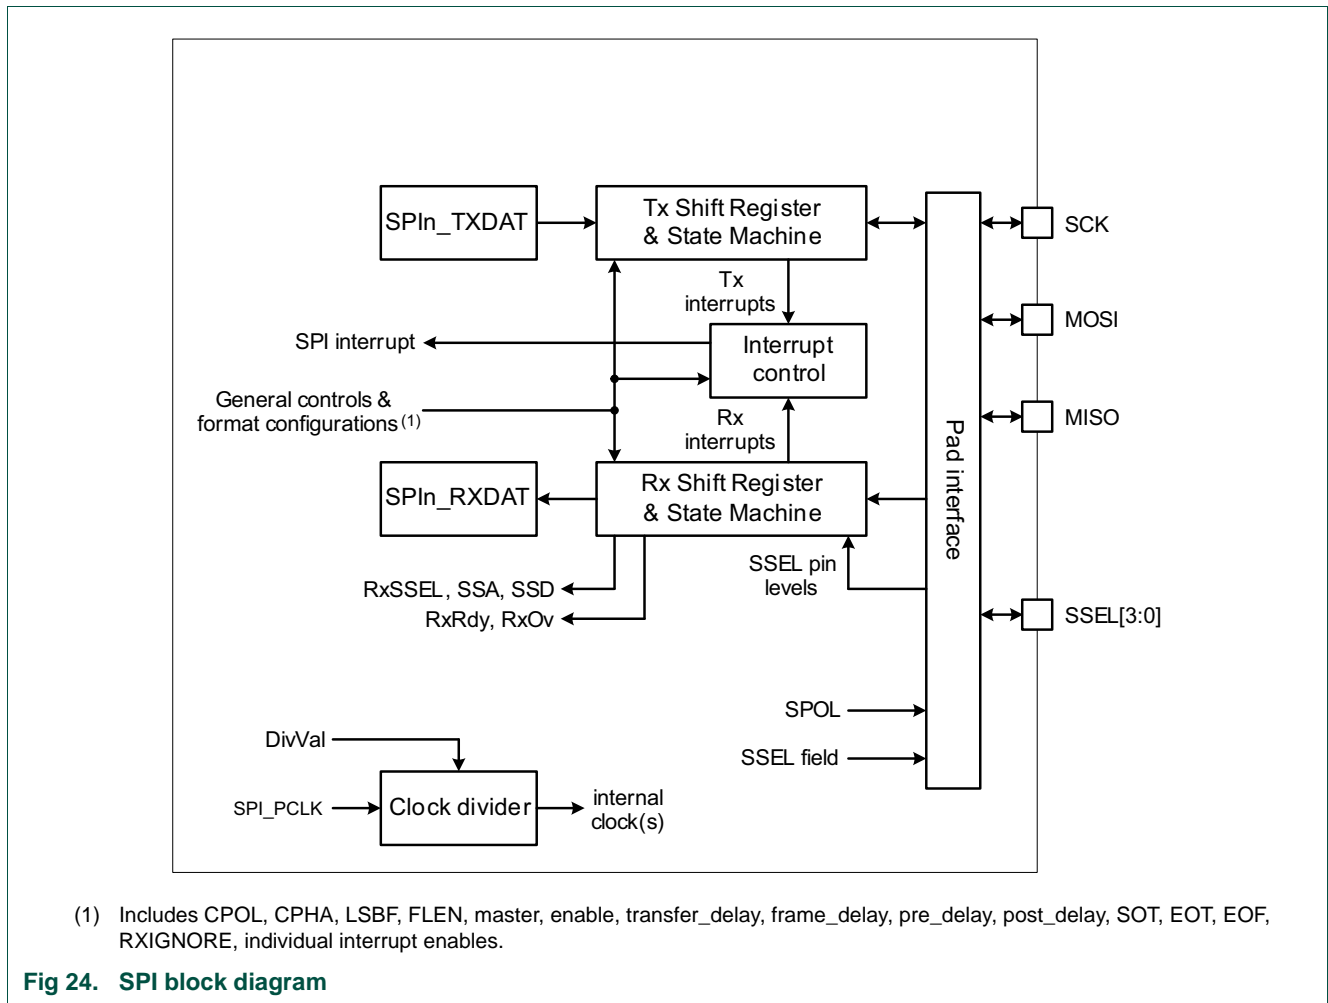 SPIn_TXDAT
Tx Shift Register
& State Machine
SCK
Tx
interrupts
MOSI
SPI interrupt
Interrupt
control
General controls &
format configurations (1)
Rx
interrupts
MISO
Pad interface
SPIn_RXDAT
Rx Shift Register
& State Machine
SSEL pin
levels
RxSSEL, SSA, SSD
RxRdy, RxOv
SSEL[3:0]
SPOL
DivVal
SSEL field
SPI_PCLK
Clock divider
internal
clock(s)
(1) Includes CPOL, CPHA, LSBF, FLEN, master, enable, transfer_delay, frame_delay, pre_delay, post_delay, SOT, EOT, EOF,
RXIGNORE, individual interrupt enables.
Fig 24. SPI block diagram